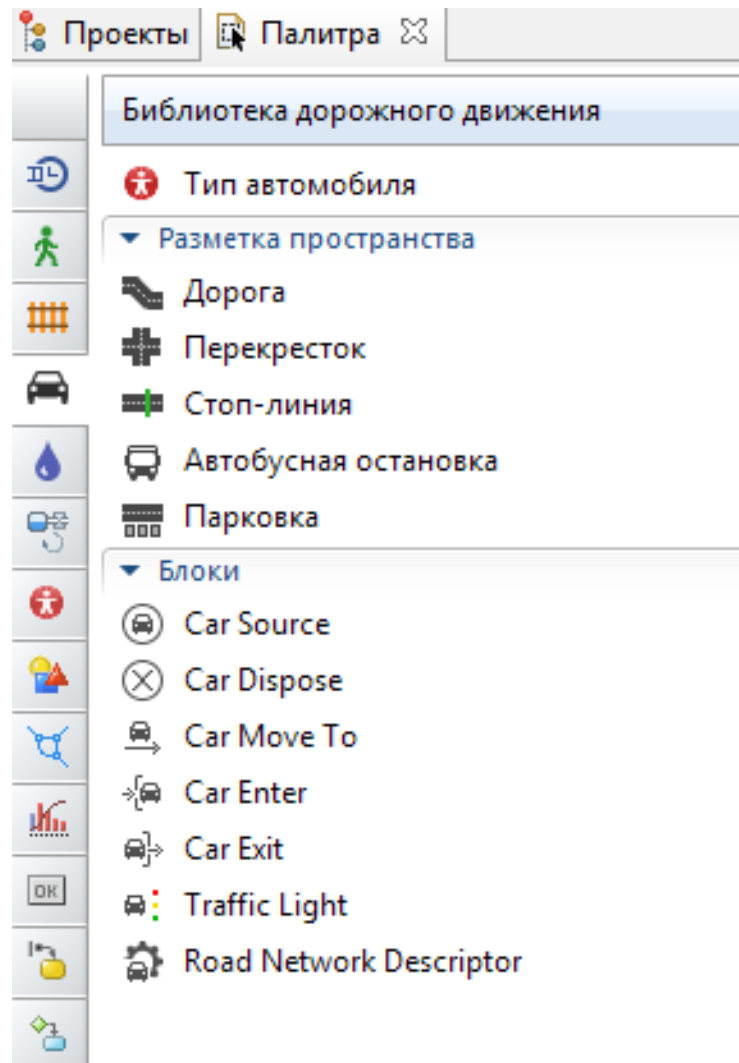 Проекты Палитра
Библиотека дорожного движения
Тип автомобиля
Разметка пространства
Дорога
Перекресток
Стоп-линия
Автобусная остановка
Парковка
Блоки
Car Source
Car Dispose
Car Move To
Car Enter
Car Exit
OK
Traffic Light
Road Network Descriptor